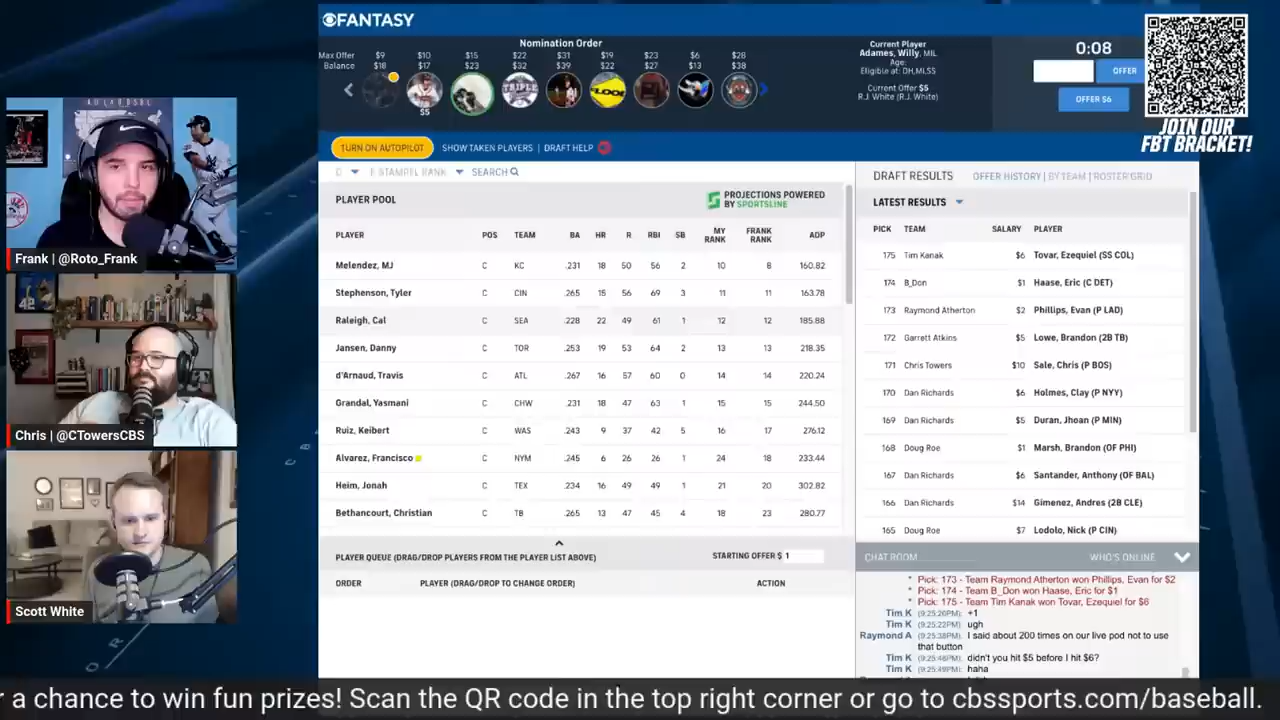 FANTASY
Nomination Order
Max Offer $9 $10 $15 $22 $31 $19 $23 $6 $28
Balance $18 $17 $23 $32 $39 $22 $27 $13 $38
$5
Current Player
Adames, Willy, MIL
Age:
Eligible at: DH,MI,SS
Current Offer $5
R.J. White (R.J. White)
0:08
OFFER
OFFER $6
JOIN OUR
FBT BRACKET!
TURN ON AUTOPILOT SHOW TAKEN PLAYERS | DRAFT HELP
STAMPEL RANK SEARCH
PLAYER POOL
PROJECTIONS POWERED
BY SPORTSLINE
PLAYER POS TEAM BA HR R RBI SB MY RANK FRANK RANK ADP
Melendez, MJ C KC .231 18 50 56 2 10 8 160.82
Stephenson, Tyler C CIN .265 15 56 69 3 11 11 163.78
Raleigh, Cal C SEA .228 22 49 61 1 12 12 185.88
Jansen, Danny C TOR .253 19 53 64 2 13 13 218.35
d'Arnaud, Travis C ATL .267 16 57 60 0 14 14 220.24
Grandal, Yasmani C CHW .231 18 47 63 1 15 15 244.50
Ruiz, Keibert C WAS .243 9 37 42 5 16 17 276.12
Alvarez, Francisco C NYM .245 6 26 26 1 24 18 233.44
Heim, Jonah C TEX .234 16 49 49 1 21 20 302.82
Bethancourt, Christian C TB .265 13 47 45 4 18 23 280.77
PLAYER QUEUE (DRAG/DROP PLAYERS FROM THE PLAYER LIST ABOVE) STARTING OFFER $ 1
ORDER PLAYER (DRAG/DROP TO CHANGE ORDER) ACTION
DRAFT RESULTS OFFER HISTORY | BY TEAM | ROSTER GRID
LATEST RESULTS
PICK TEAM SALARY PLAYER
175 Tim Kanak $6 Tovar, Ezequiel (SS COL)
174 B_Don $1 Haase, Eric (C DET)
173 Raymond Atherton $2 Phillips, Evan (P LAD)
172 Garrett Atkins $5 Lowe, Brandon (2B TB)
171 Chris Towers $10 Sale, Chris (P BOS)
170 Dan Richards $6 Holmes, Clay (P NYY)
169 Dan Richards $5 Duran, Jhoan (P MIN)
168 Doug Roe $1 Marsh, Brandon (OF PHI)
167 Dan Richards $6 Santander, Anthony (OF BAL)
166 Dan Richards $14 Gimenez, Andres (2B CLE)
165 Doug Roe $7 Lodolo, Nick (P CIN)
CHAT ROOM WHO'S ONLINE
* Pick: 173 - Team Raymond Atherton won Phillips, Evan for $2
* Pick: 174 - Team B_Don won Haase, Eric for $1
* Pick: 175 - Team Tim Kanak won Tovar, Ezequiel for $6
Tim K (9:25:20PM): +1
Tim K (9:25:22PM): ugh
Raymond A (9:25:38PM): I said about 200 times on our live pod not to use
that button
Tim K (9:25:46PM): didn't you hit $5 before I hit $6?
Tim K (9:25:49PM): haha
Frank | @Roto_Frank
Chris | @CTowersCBS
Scott White
r a chance to win fun prizes! Scan the QR code in the top right corner or go to cbssports.com/baseball.